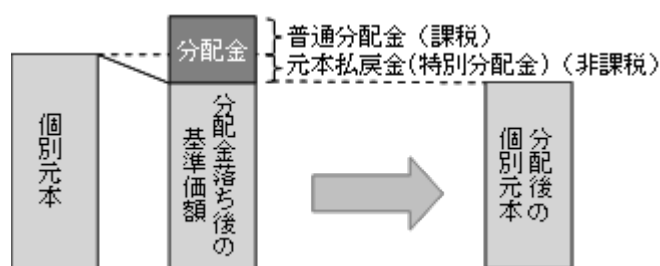 分配金
普通分配金（課税）
元本払戻金(特別分配金)（非課税）
個別元本
分配金落ち後の
基準価額
分配後の
個別元本